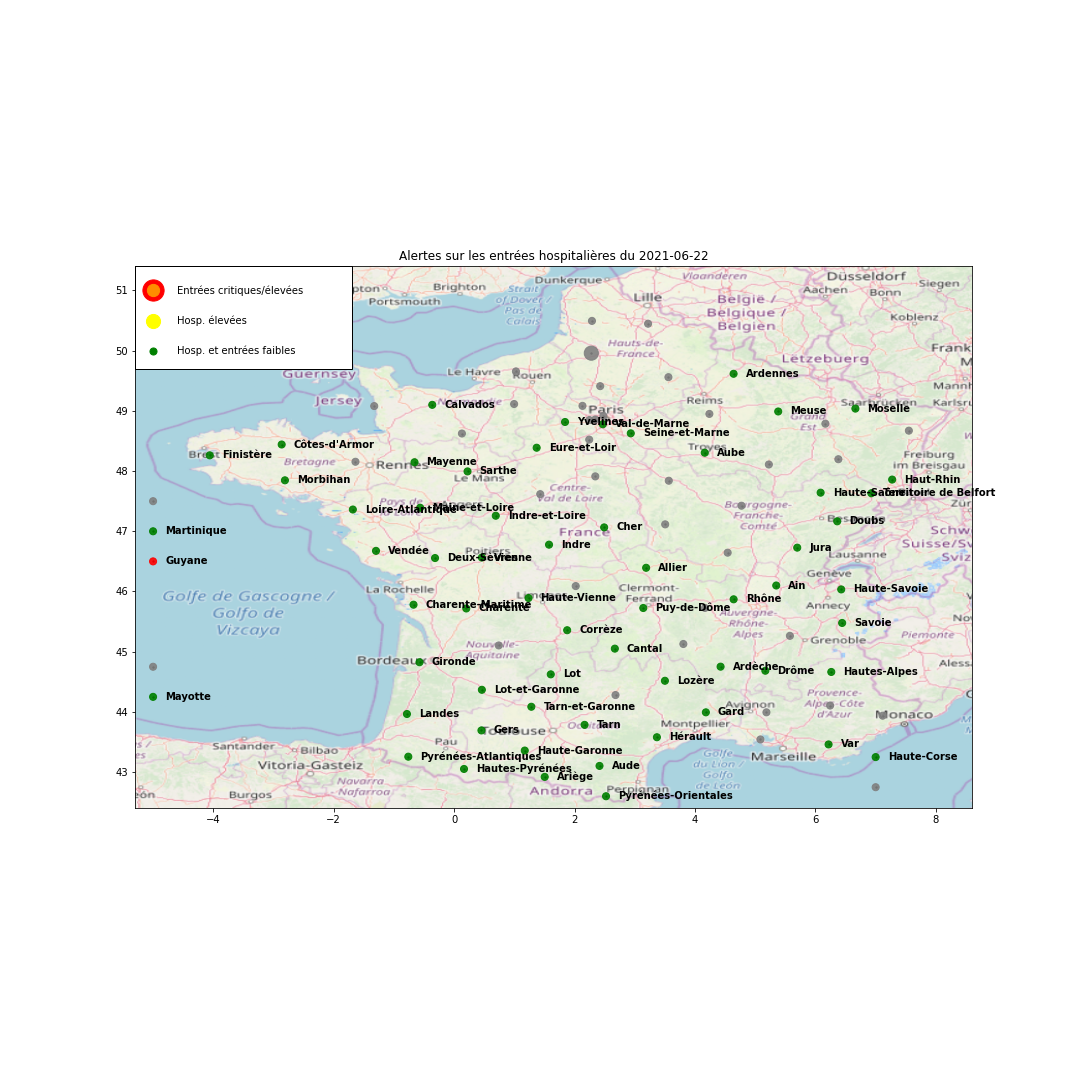 Alertes sur les entrées hospitalières du 2021-06-22
Entrées critiques/élevées
Hosp. élevées
Hosp. et entrées faibles
51
50
49
48
47
46
45
44
43
−4
−2
0
2
4
6
8
Brighton
Portsmouth
Strait
of Dover /
Pas de
Calais
Dunkerque
Lille
Vlaanderen
België /
Belgique /
Belgien
Düsseldorf
Aachen
Bonn
Siegen
Koblenz
Hauts-de-
France
Lëtzebuerg
Guernsey
Jersey
Le Havre
Rouen
Ardennes
Calvados
Paris
Reims
Meuse
Saarbrücken
Moselle
Grand
Est
Yvelines
Val-de-Marne
Seine-et-Marne
Troyes
Aube
Eure-et-Loir
Côtes-d'Armor
Brest
Finistère
Bretagne
Rennes
Mayenne
Sarthe
Le Mans
Morbihan
Freiburg
im Breisgau
Haut-Rhin
Haute-Saône
Territoire de Belfort
Centre-
Val de Loire
Pays de
la Loire
Loire-Atlantique
Maine-et-Loire
Indre-et-Loire
Bourgogne-
Franche-
Comté
Doubs
Martinique
Cher
France
Indre
Jura
Lausanne
Guyane
Vendée
Poitiers
Deux-Sèvres
Vienne
Allier
Genève
Ain
Haute-Savoie
Golfe de Gascogne /
Golfo de
Vizcaya
La Rochelle
Charente-Maritime
Charente
Haute-Vienne
Clermont-
Ferrand
Puy-de-Dôme
Rhône
Annecy
Auvergne-
Rhône-
Alpes
Savoie
Corrèze
Cantal
Grenoble
Piemonte
Nouvelle-
Aquitaine
Bordeaux
Gironde
Lot
Lozère
Ardèche
Drôme
Hautes-Alpes
Mayotte
Lot-et-Garonne
Tarn-et-Garonne
Landes
Gers
Toulouse
Tarn
Gard
Avignon
Provence-
Alpes-Côte
d'Azur
Monaco
Montpellier
Hérault
Marseille
Var
Haute-Corse
Santander
Bilbao
Vitoria-Gasteiz
Pau
Pyrénées-Atlantiques
Hautes-Pyrénées
Haute-Garonne
Aude
Ariège
Golfe
du Lion /
Golfo
de León
Burgos
Navarra
- Nafarroa
Andorra
Perpignan
Pyrénées-Orientales